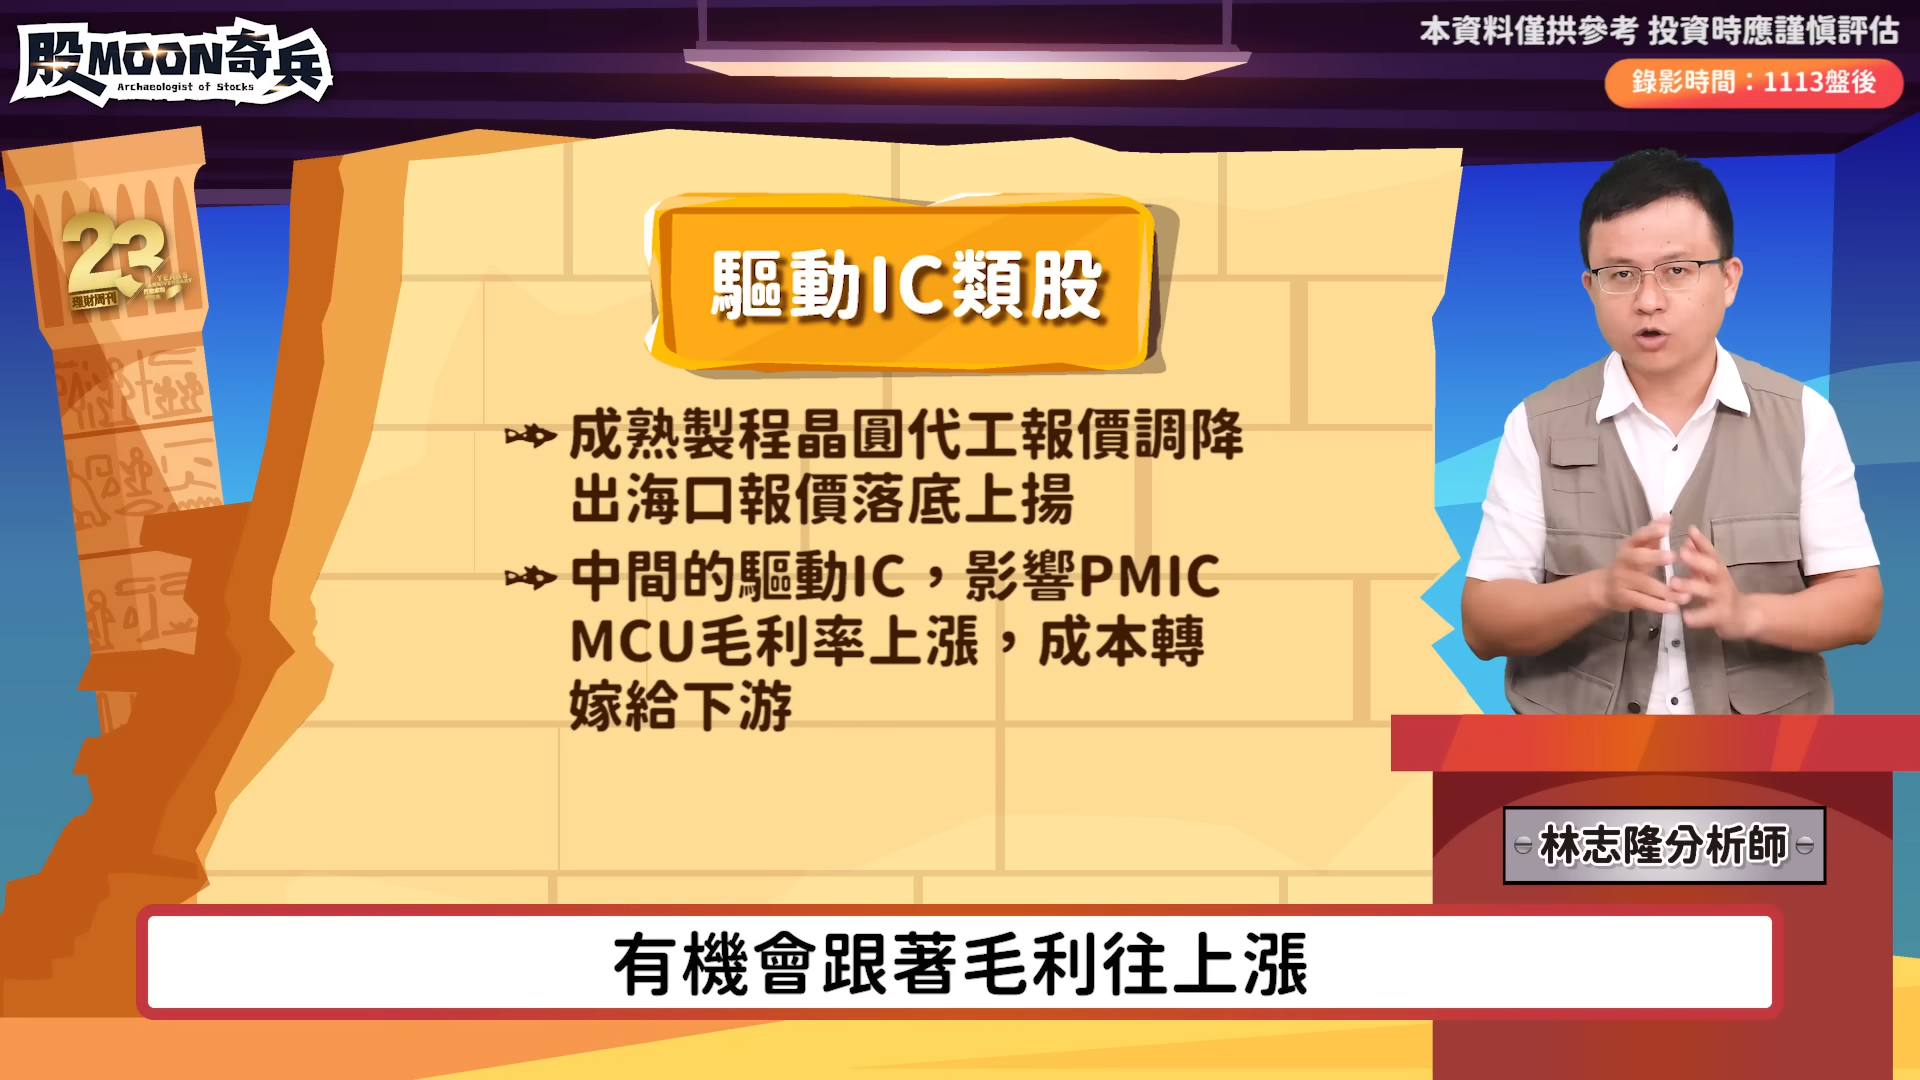 股MOON奇兵
Archaeologist of Stocks
本資料僅拱參考 投資時應謹慎評估
錄影時間：1113盤後
23
YEARS
ANNIVERSARY
理財周刊
驅動IC類股
成熟製程晶圓代工報價調降
出海口報價落底上揚
中間的驅動IC，影響PMIC
MCU毛利率上漲，成本轉
嫁給下游
林志隆分析師
有機會跟著毛利往上漲